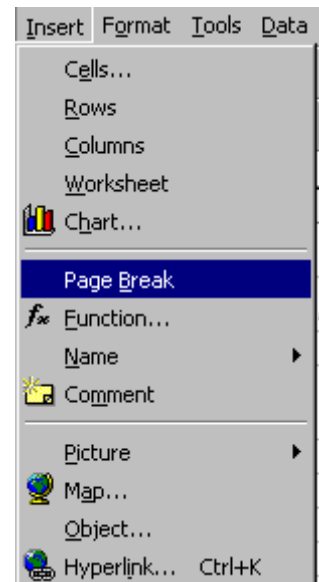 Insert Format Tools Data
Cells...
Rows
Columns
Worksheet
Chart...
Page Break
Function...
Name
Comment
Picture
Map...
Object...
Hyperlink... Ctrl+K